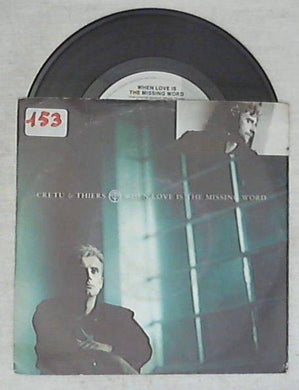 WHEN LOVE IS
THE MISSING WORD
153
CRETU & THIERS WHEN LOVE IS THE MISSING WORD